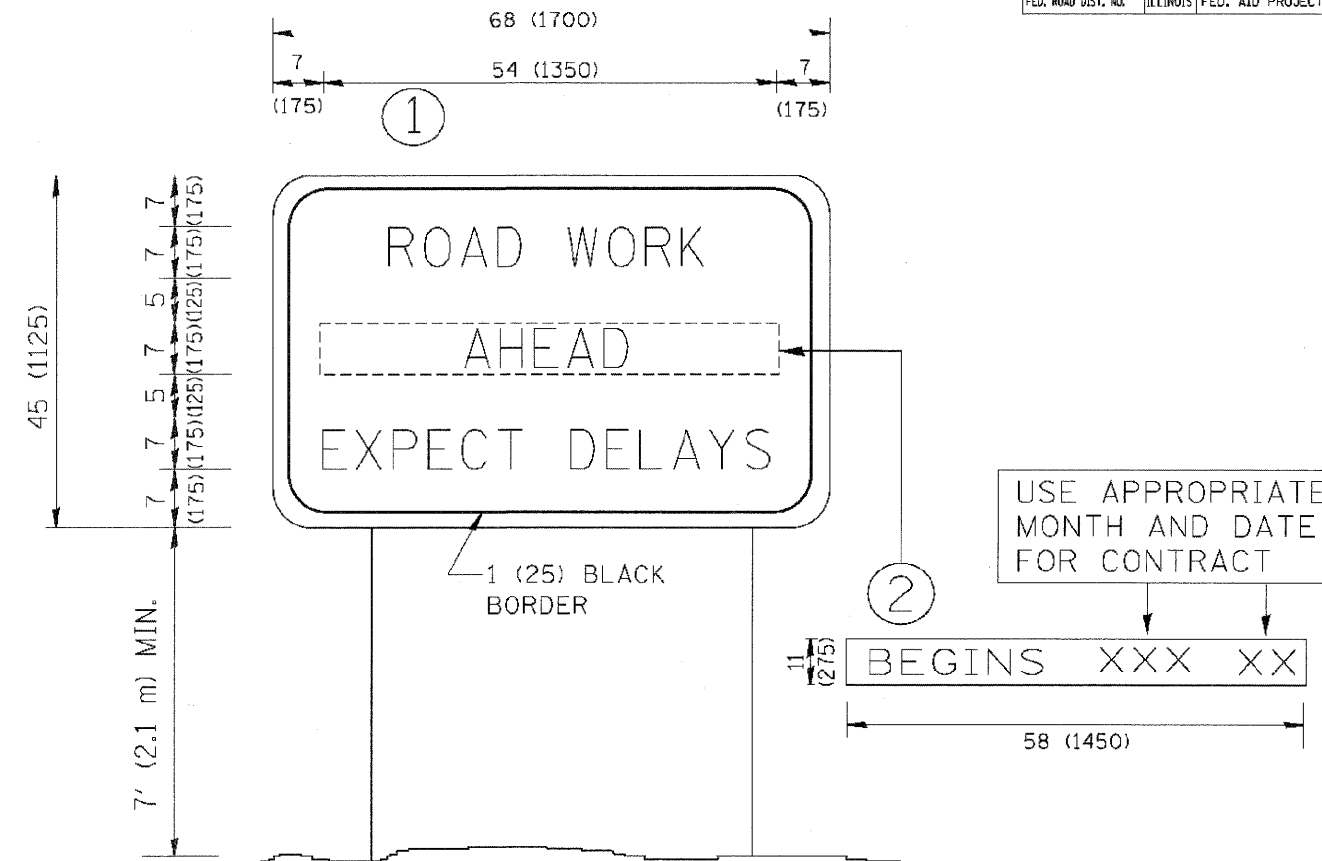 FED. ROAD DIST. NO. ILLINOIS FED. AID PROJECT
68 (1700)
7 54 (1350) 7
(175) (175)
1
45 (1125)
7 (175)
7 (175)
5 (125)
7 (175)
5 (125)
7 (175)
7 (175)
ROAD WORK
AHEAD
EXPECT DELAYS
1 (25) BLACK
BORDER
7' (2.1 m) MIN.
USE APPROPRIATE
MONTH AND DATE
FOR CONTRACT
2
11
(275)
BEGINS XXX XX
58 (1450)